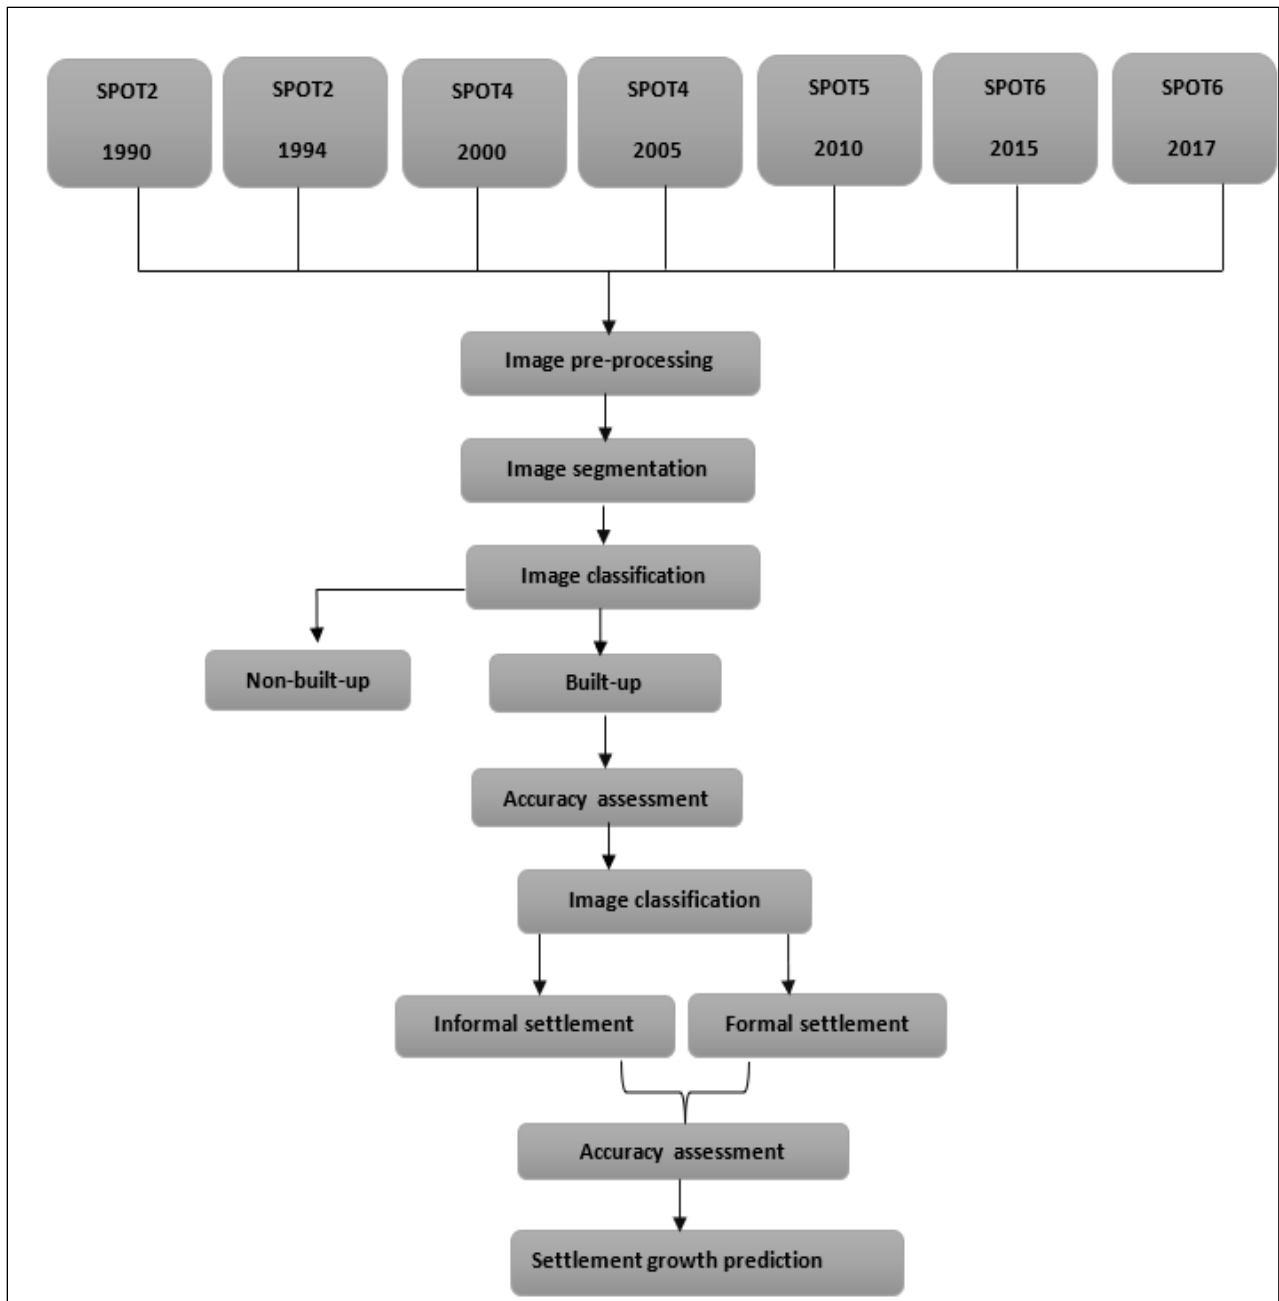 SPOT2
1990
SPOT2
1994
SPOT4
2000
SPOT4
2005
SPOT5
2010
SPOT6
2015
SPOT6
2017
Image pre-processing
Image segmentation
Image classification
Non-built-up
Built-up
Accuracy assessment
Image classification
Informal settlement
Formal settlement
Accuracy assessment
Settlement growth prediction